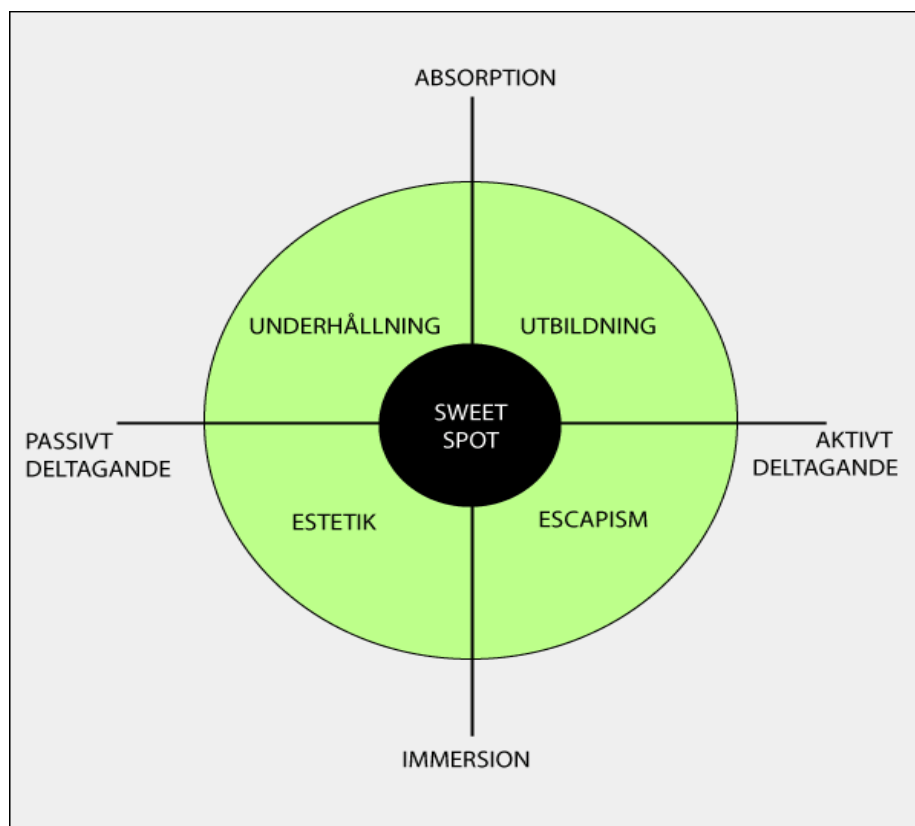 ABSORPTION
UNDERHÅLLNING
UTBILDNING
SWEET
SPOT
PASSIVT
DELTAGANDE
AKTIVT
DELTAGANDE
ESTETIK
ESCAPISM
IMMERSION